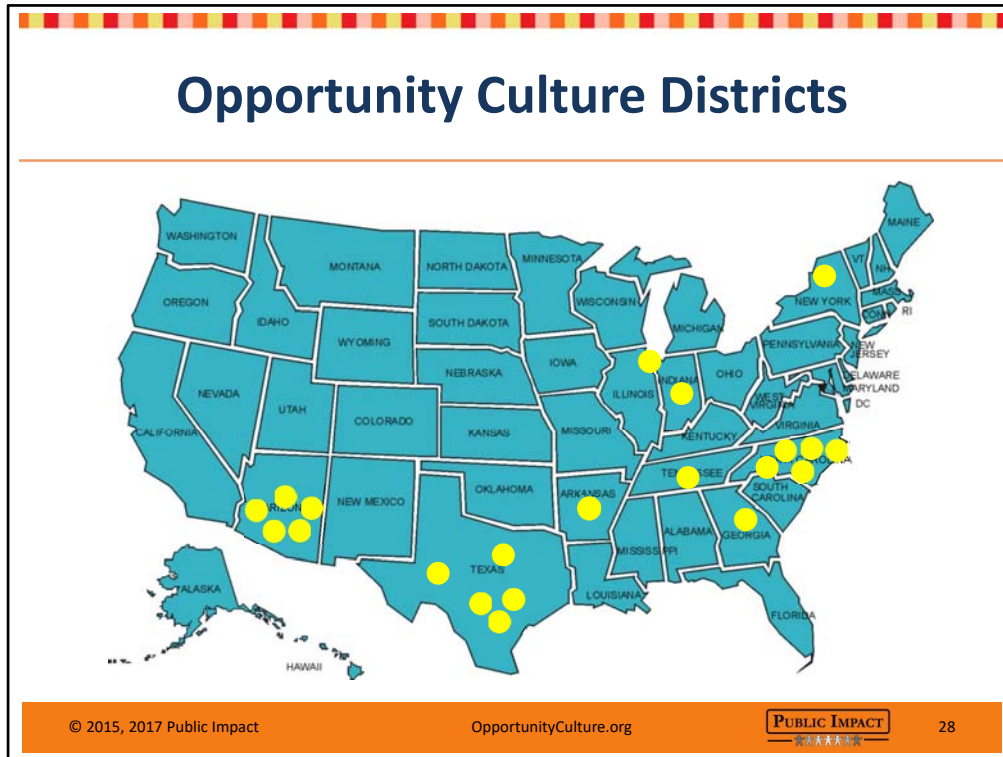 Opportunity Culture Districts
WASHINGTON
MONTANA
NORTH DAKOTA
MINNESOTA
MAINE
VT
NH
OREGON
IDAHO
SOUTH DAKOTA
WISCONSIN
MICHIGAN
NEW YORK
MASS
CONN
RI
WYOMING
IOWA
PENNSYLVANIA
NEW
JERSEY
NEVADA
UTAH
COLORADO
NEBRASKA
ILLINOIS
INDIANA
OHIO
WEST
VIRGINIA
DELAWARE
MARYLAND
DC
CALIFORNIA
KANSAS
MISSOURI
KENTUCKY
VIRGINIA
NEW MEXICO
OKLAHOMA
ARKANSAS
SOUTH
CAROLINA
TEXAS
LOUISIANA
MISSISSIPPI
ALABAMA
GEORGIA
FLORIDA
ALASKA
HAWAII
© 2015, 2017 Public Impact
OpportunityCulture.org
PUBLIC IMPACT
28